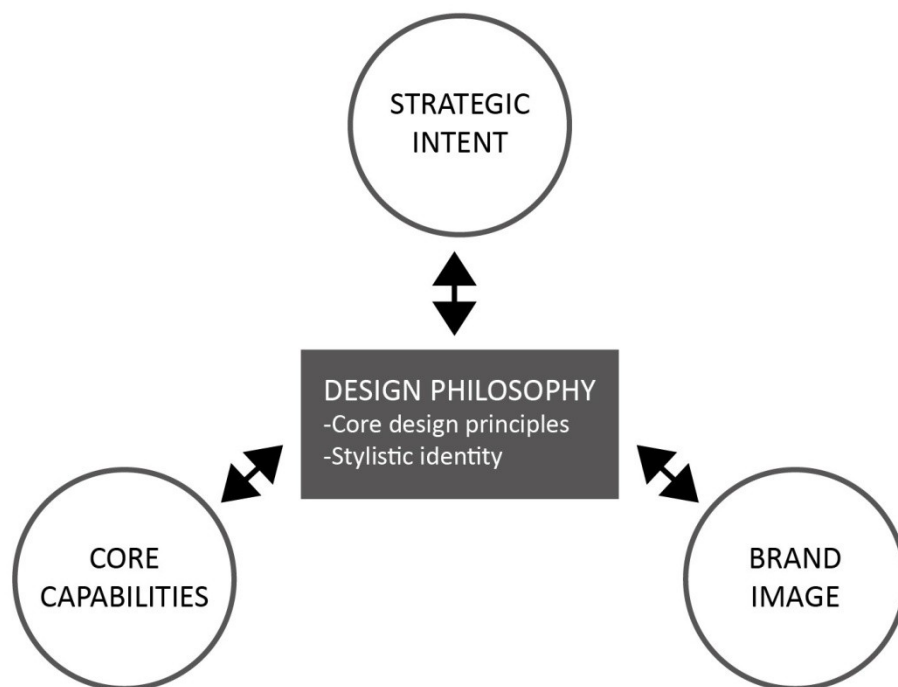 STRATEGIC
INTENT
DESIGN PHILOSOPHY
-Core design principles
-Stylistic identity
CORE
CAPABILITIES
BRAND
IMAGE